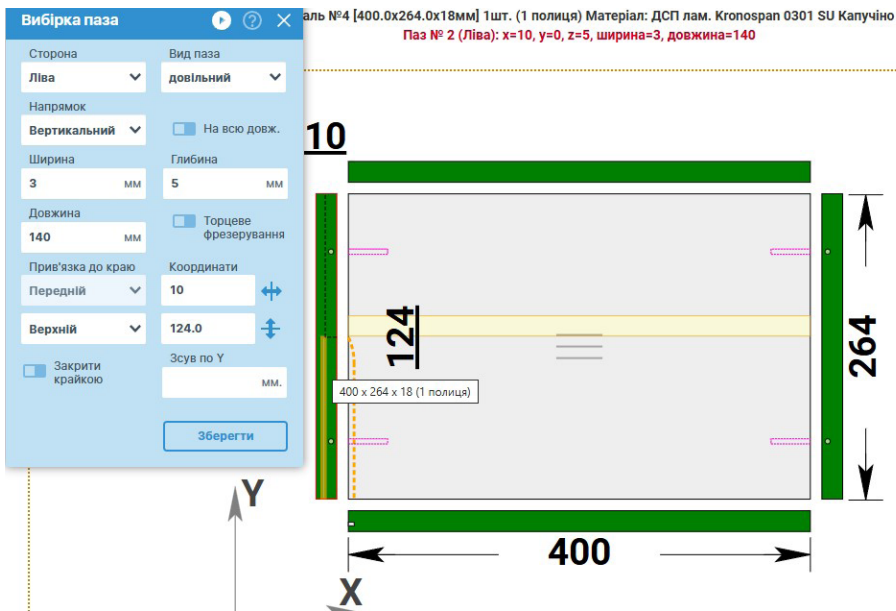 Вибірка паза
аль №4 [400.0x264.0x18мм] 1шт. (1 полиця) Матеріал: ДСП лам. Kronospan 0301 SU Капучіно
Паз № 2 (Ліва): x=10, y=0, z=5, ширина=3, довжина=140
Сторона
Вид паза
Ліва
довільний
Напрямок
Вертикальний
На всю довж.
Ширина
Глибина
3 мм
5 мм
Довжина
140 мм
Торцеве
фрезерування
Прив'язка до краю
Координати
Передній
10
Верхній
124.0
Закрити
крайкою
Зсув по Y
мм.
Зберегти
10
124
264
400 x 264 x 18 (1 полиця)
400
Y
X